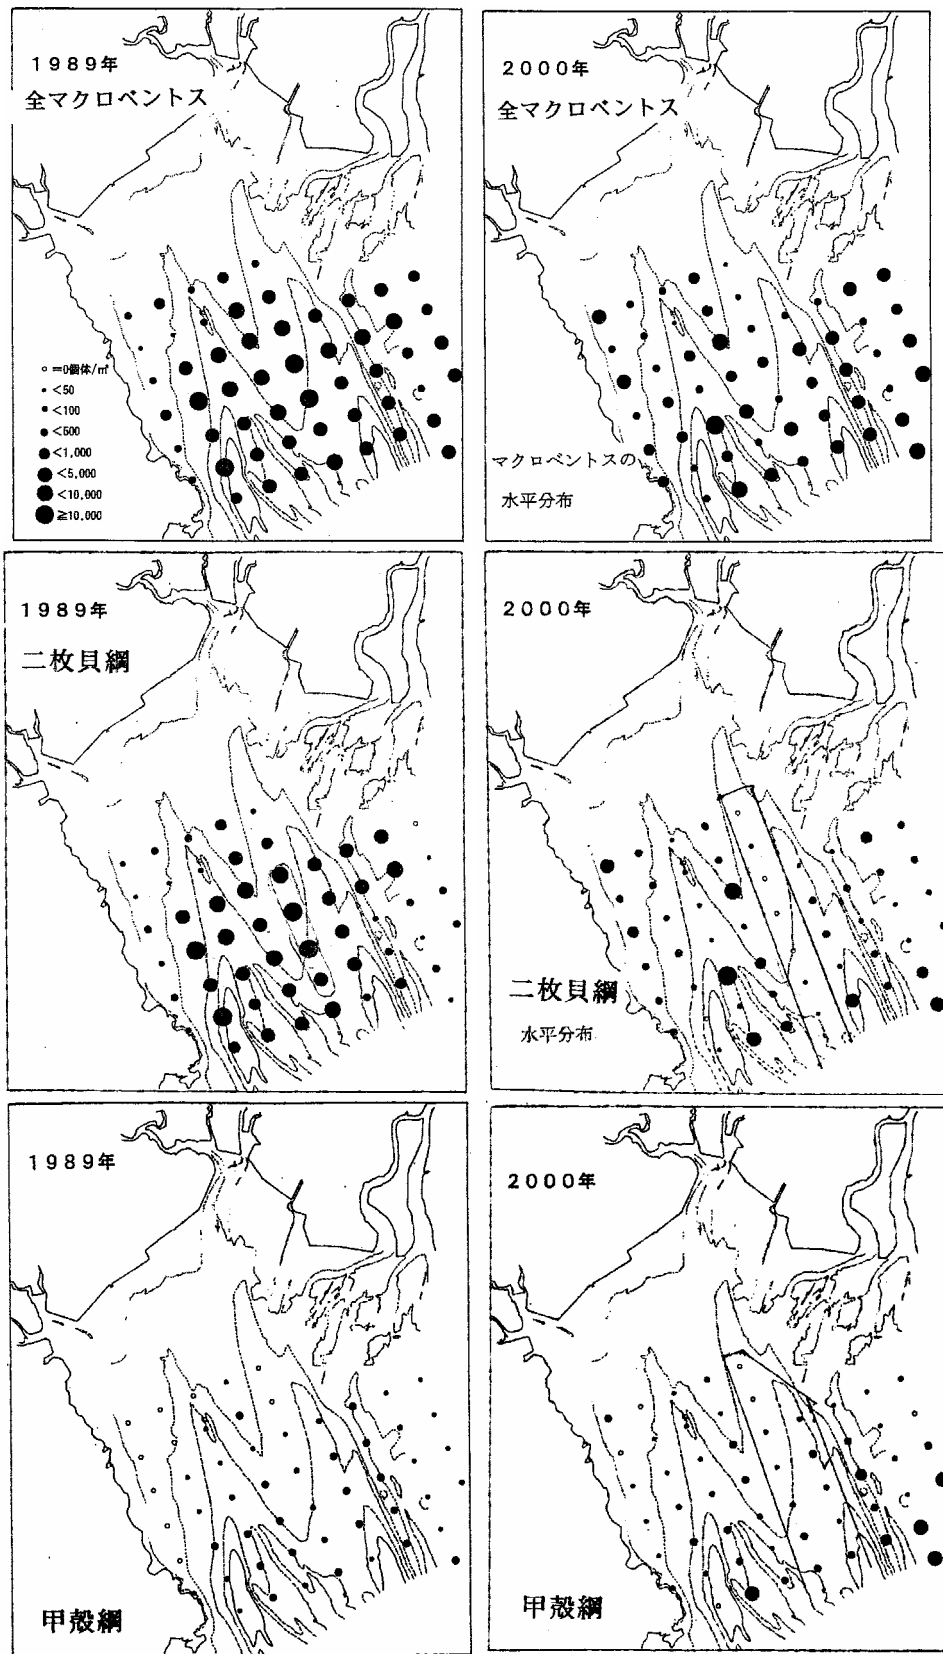 1989年
全マクロベントス
○ =0個体/㎡
<50
<100
<500
<1,000
<5,000
<10,000
≧10,000
2000年
全マクロベントス
マクロベントスの
水平分布
1989年
二枚貝綱
2000年
二枚貝綱
水平分布
1989年
甲殻綱
2000年
甲殻綱